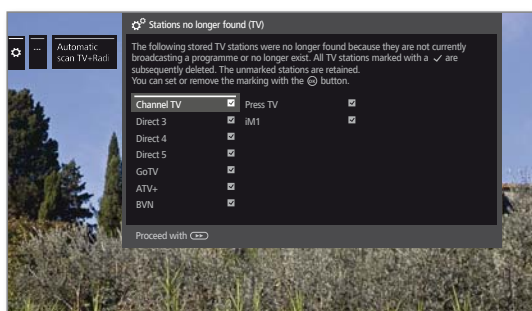 Stations no longer found (TV)
...
Automatic
scan TV+Radi
The following stored TV stations were no longer found because they are not currently
broadcasting a programme or no longer exist. All TV stations marked with a ✓ are
subsequently deleted. The unmarked stations are retained.
You can set or remove the marking with the OK button.
Channel TV
Press TV
Direct 3
iM1
Direct 4
Direct 5
GoTV
ATV+
BVN
Proceed with